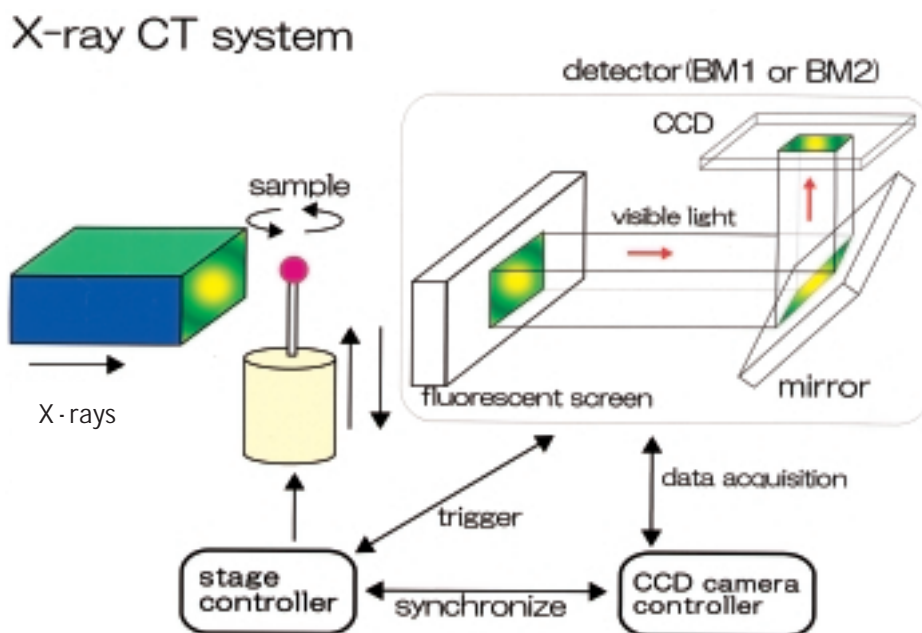 X-ray CT system
detector(BM1 or BM2)
CCD
sample
visible light
mirror
fluorescent screen
X-rays
data acquisition
trigger
stage
controller
synchronize
CCD camera
controller